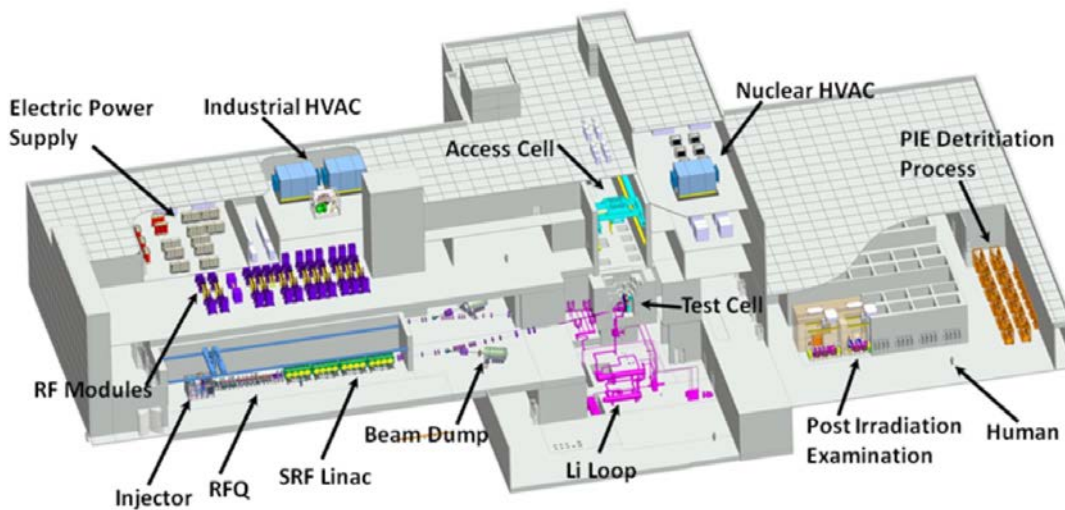 Electric Power
Supply
Industrial HVAC
Access Cell
Nuclear HVAC
PIE Detritiation
Process
Test Cell
RF Modules
Injector
RFQ
SRF Linac
Beam Dump
Li Loop
Post Irradiation
Examination
Human